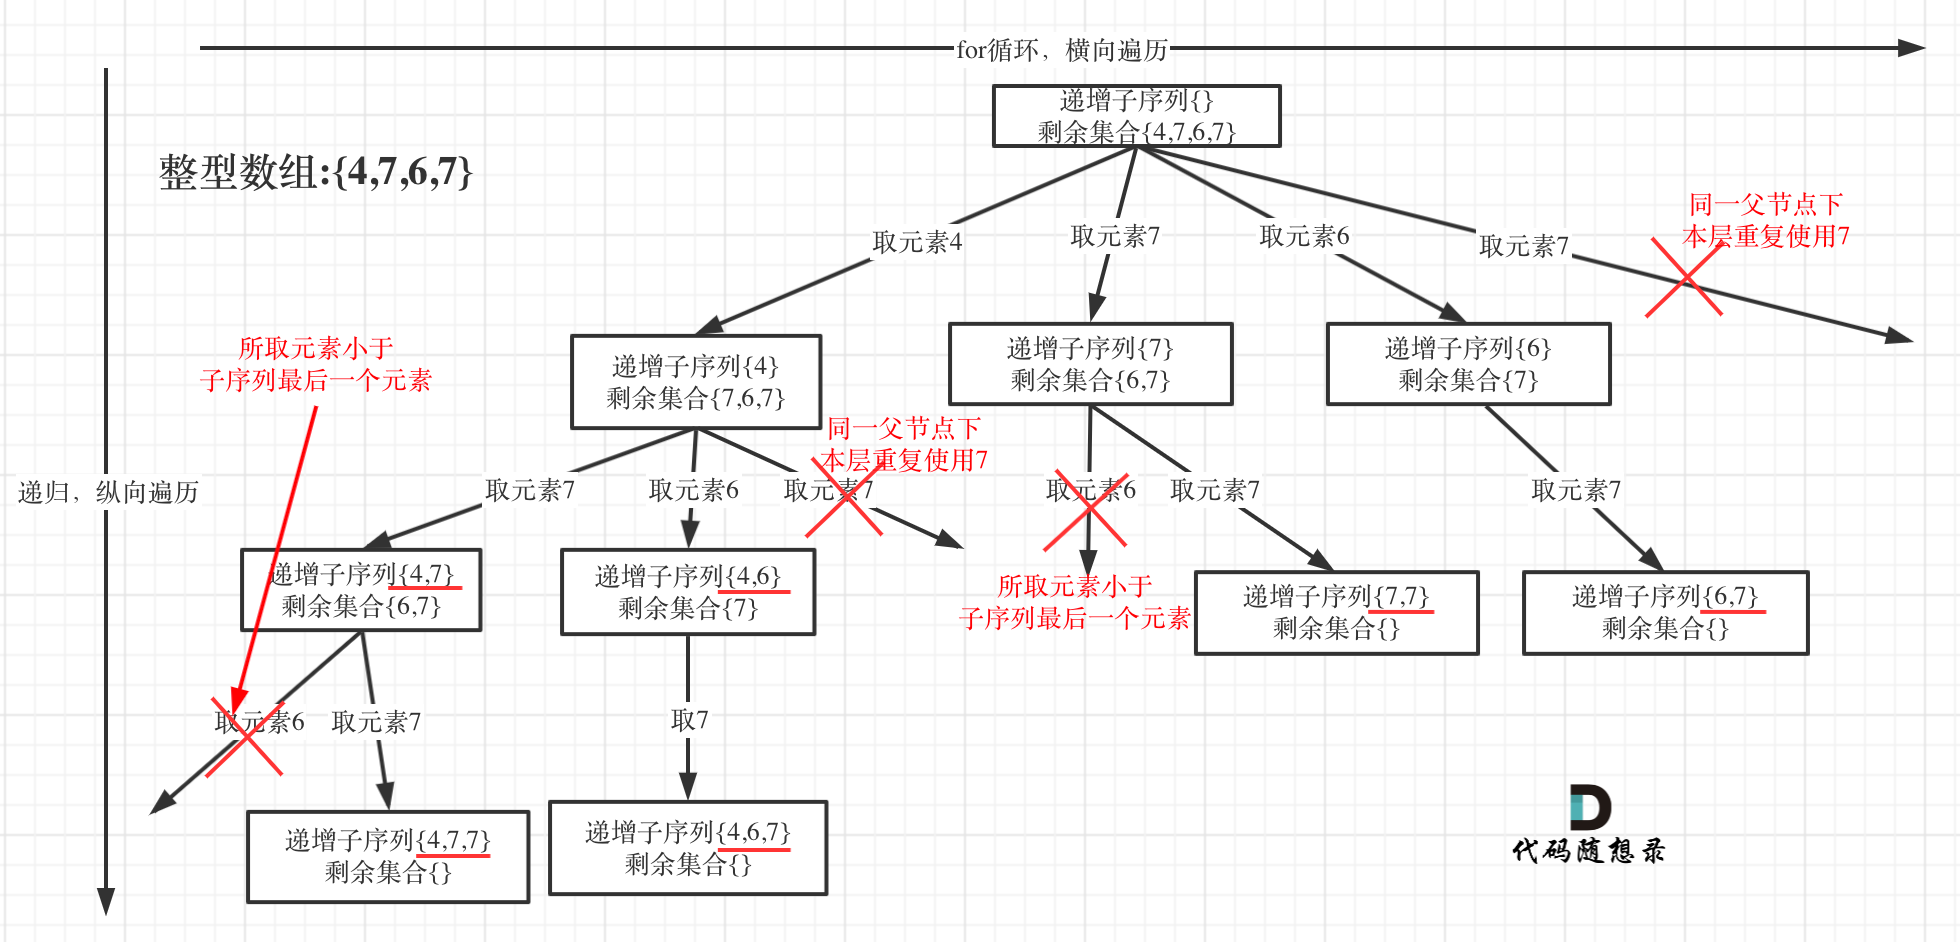 for循环，横向遍历
递增子序列{}
剩余集合{4,7,6,7}
整型数组:{4,7,6,7}
同一父节点下
本层重复使用7
取元素4
取元素7
取元素6
取元素7
所取元素小于
子序列最后一个元素
递增子序列{4}
剩余集合{7,6,7}
递增子序列{7}
剩余集合{6,7}
递增子序列{6}
剩余集合{7}
同一父节点下
本层重复使用7
递归，纵向遍历
取元素7
取元素6
取元素7
取元素6
取元素7
取元素7
递增子序列{4,7}
剩余集合{6,7}
递增子序列{4,6}
剩余集合{7}
所取元素小于
子序列最后一个元素
递增子序列{7,7}
剩余集合{}
递增子序列{6,7}
剩余集合{}
取元素6
取元素7
取7
递增子序列{4,7,7}
剩余集合{}
递增子序列{4,6,7}
剩余集合{}
代码随想录